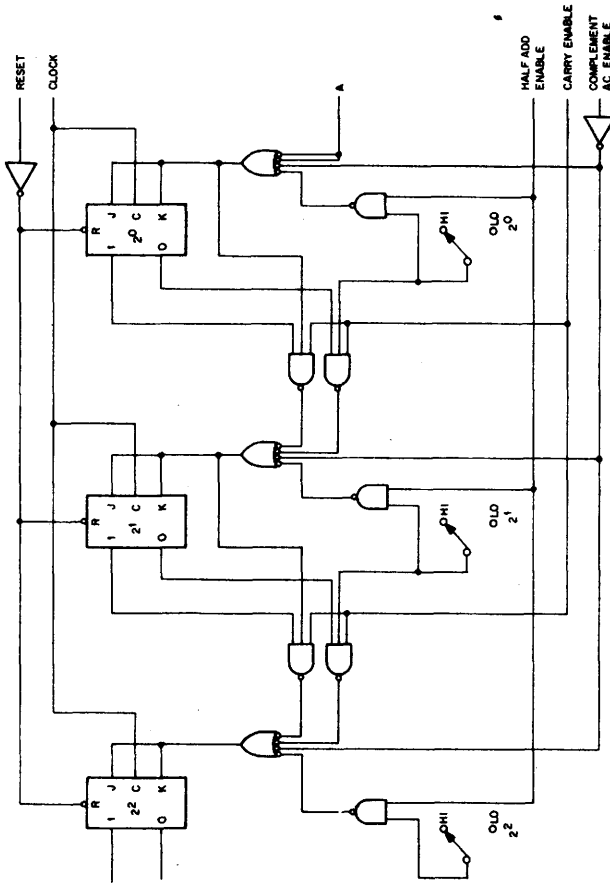 RESET
CLOCK
A
HALF ADD
ENABLE
CARRY ENABLE
COMPLEMENT
AC ENABLE
R
J
C
K
1
0
2⁰
R
J
C
K
1
0
2¹
R
J
C
K
1
0
2²
HI
LO
2⁰
HI
LO
2¹
HI
LO
2²